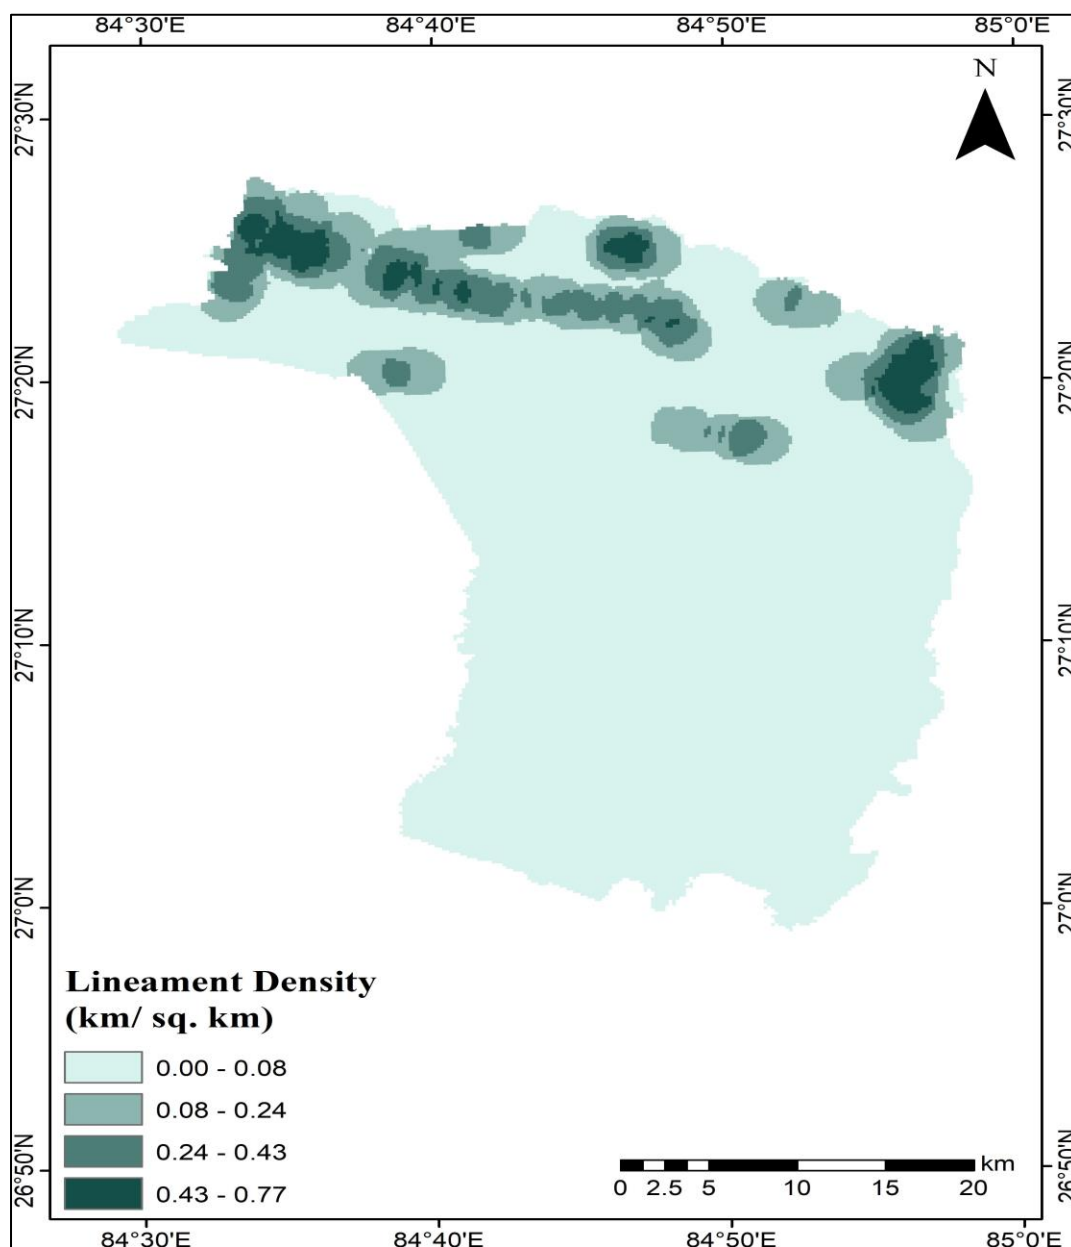 84°30'E 84°40'E 84°50'E 85°0'E
N
27°30'N 27°30'N
27°20'N 27°20'N
27°10'N 27°10'N
27°0'N 27°0'N
Lineament Density
(km/ sq. km)
0.00 - 0.08
0.08 - 0.24
0.24 - 0.43
0.43 - 0.77
26°50'N 26°50'N
km
0 2.5 5 10 15 20
84°30'E 84°40'E 84°50'E 85°0'E